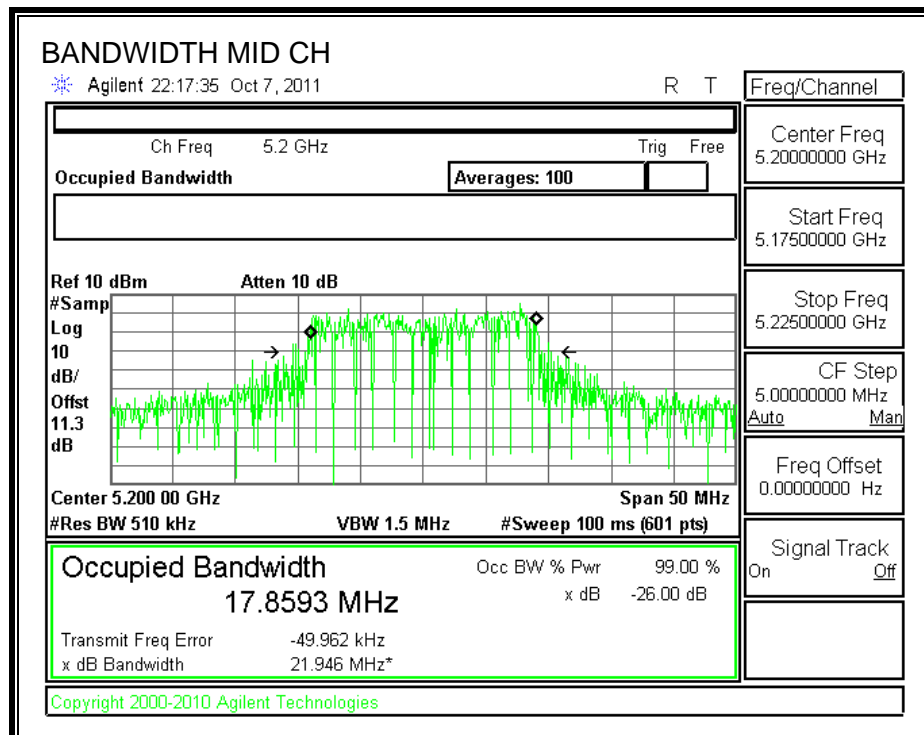 BANDWIDTH MID CH
Agilent 22:17:35 Oct 7, 2011 R T
Ch Freq 5.2 GHz Trig Free
Occupied Bandwidth Averages: 100
Ref 10 dBm Atten 10 dB
#Samp
Log
10
dB/
Offst
11.3
dB
Center 5.200 00 GHz Span 50 MHz
#Res BW 510 kHz VBW 1.5 MHz #Sweep 100 ms (601 pts)
Occupied Bandwidth Occ BW % Pwr 99.00 %
17.8593 MHz x dB -26.00 dB
Transmit Freq Error -49.962 kHz
x dB Bandwidth 21.946 MHz*
Copyright 2000-2010 Agilent Technologies
Freq/Channel
Center Freq
5.20000000 GHz
Start Freq
5.17500000 GHz
Stop Freq
5.22500000 GHz
CF Step
5.00000000 MHz
Auto Man
Freq Offset
0.00000000 Hz
Signal Track
On Off